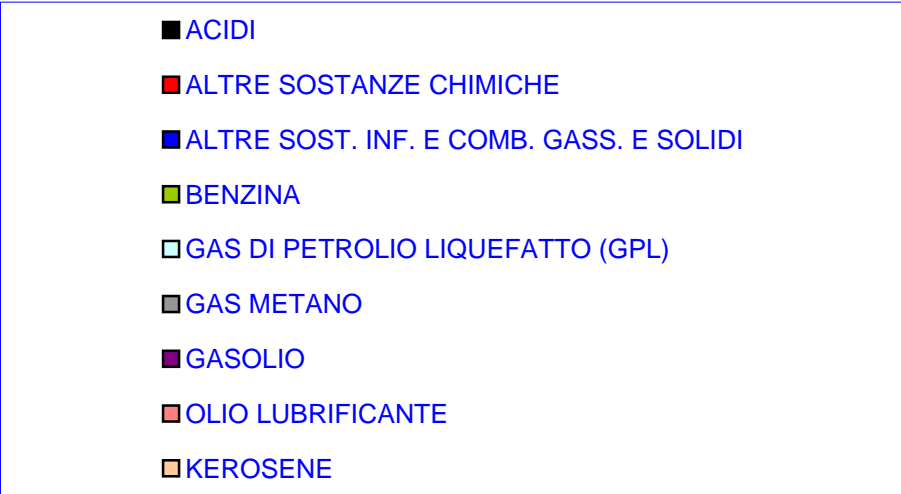 ACIDI
ALTRE SOSTANZE CHIMICHE
ALTRE SOST. INF. E COMB. GASS. E SOLIDI
BENZINA
GAS DI PETROLIO LIQUEFATTO (GPL)
GAS METANO
GASOLIO
OLIO LUBRIFICANTE
KEROSENE